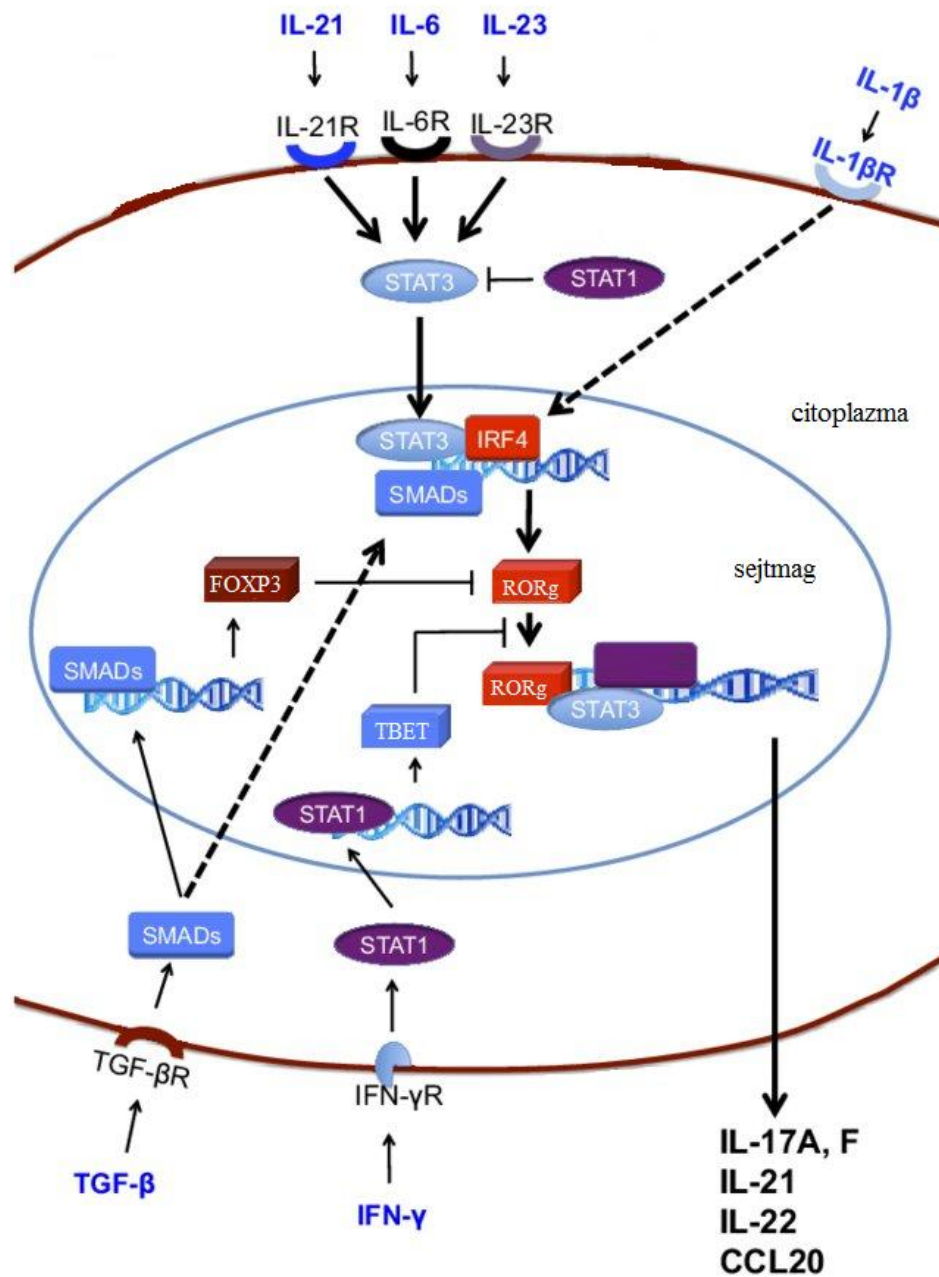 IL-21 IL-6 IL-23
IL-1β
IL-21R IL-6R IL-23R
IL-1βR
STAT3 STAT1
citoplazma
STAT3 IRF4
SMADs
sejtmag
FOXP3 RORg
SMADs
RORg
STAT3
TBET
STAT1
SMADs STAT1
TGF-βR
IFN-γR
TGF-β
IFN-γ
IL-17A, F
IL-21
IL-22
CCL20